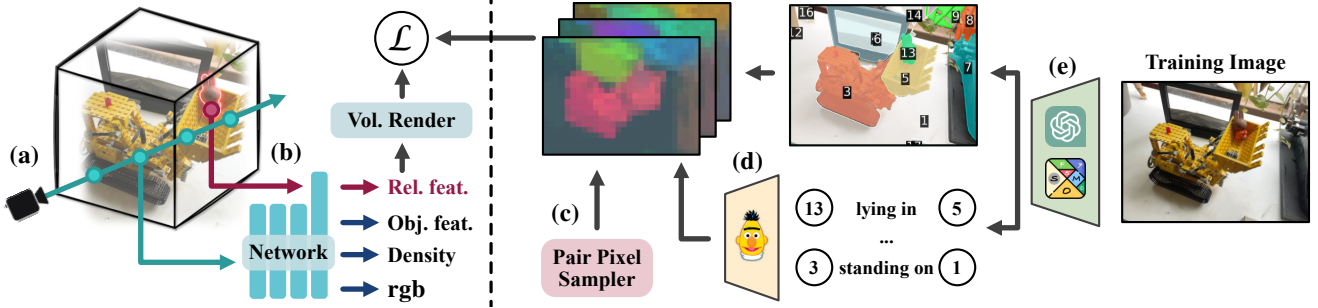 (a)
(b)
ℒ
Vol. Render
Rel. feat.
Obj. feat.
Density
rgb
Network
(c)
Pair Pixel
Sampler
(d)
16
12
14
9
8
6
13
7
5
3
1
13 lying in 5
...
3 standing on 1
(e)
S
M
Training Image